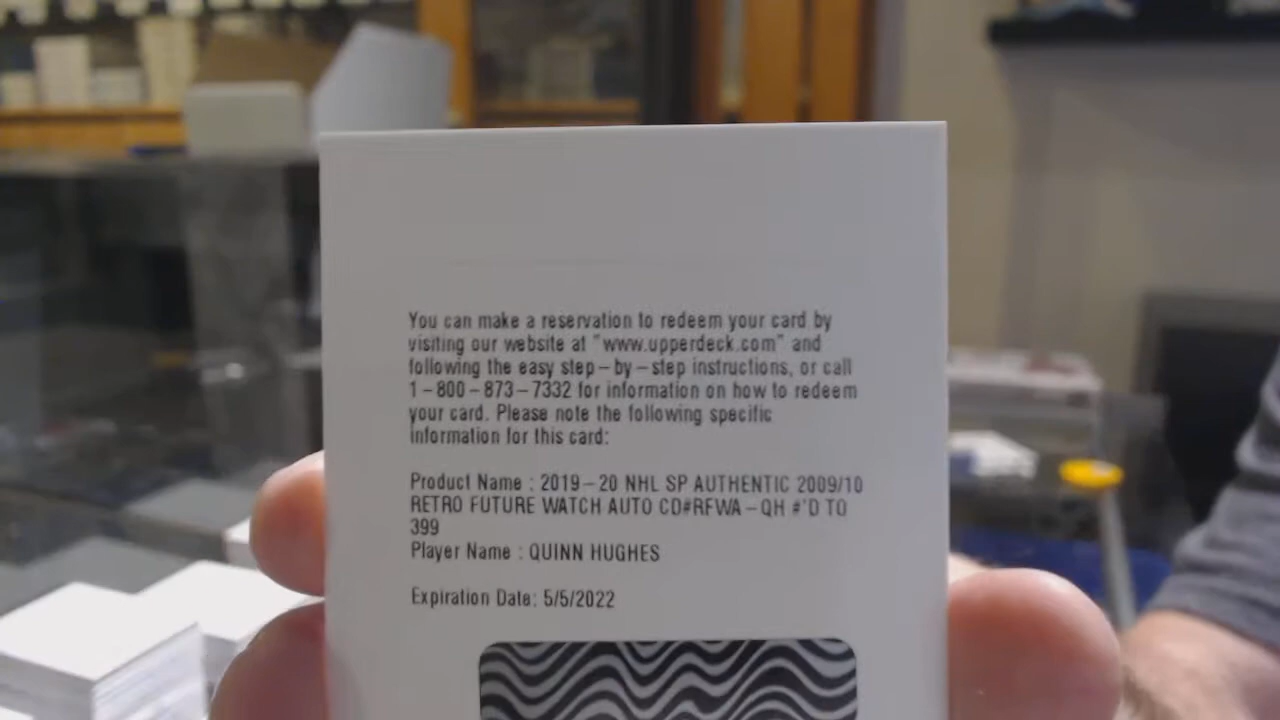 You can make a reservation to redeem your card by
visiting our website at "www.upperdeck.com" and
following the easy step-by-step instructions, or call
1-800-873-7332 for information on how to redeem
your card. Please note the following specific
information for this card:
Product Name : 2019-20 NHL SP AUTHENTIC 2009/10
RETRO FUTURE WATCH AUTO CD#RFWA-QH #'D TO
399
Player Name : QUINN HUGHES
Expiration Date: 5/5/2022